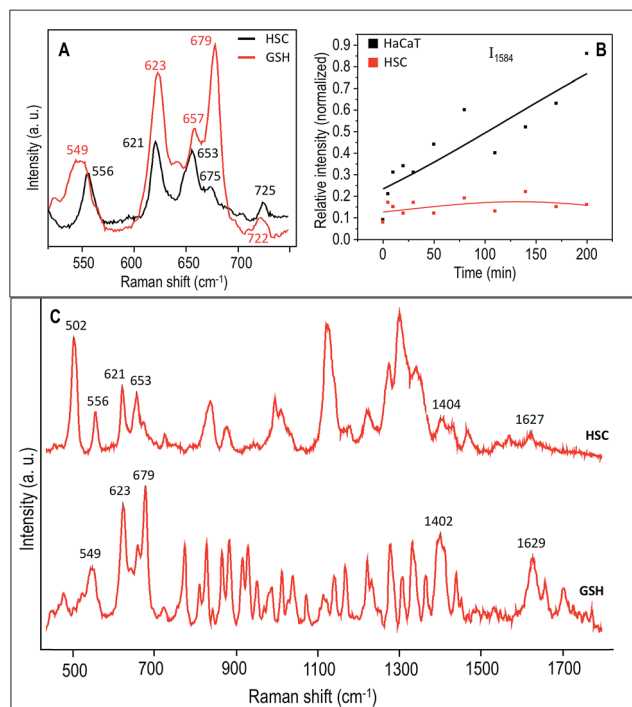 A
HSC
GSH
679
623
657
549
621
653
556
675
725
722
Intensity (a. u.)
550 600 650 700
Raman shift (cm⁻¹)
B
HaCaT
HSC
I₁₅₈₄
Relative intensity (normalized)
0.9
0.8
0.7
0.6
0.5
0.4
0.3
0.2
0.1
0.0
0 50 100 150 200
Time (min)
C
502
621
653
556
1404
1627
HSC
679
623
549
1402
1629
GSH
Intensity (a. u.)
500 700 900 1100 1300 1500 1700
Raman shift (cm⁻¹)